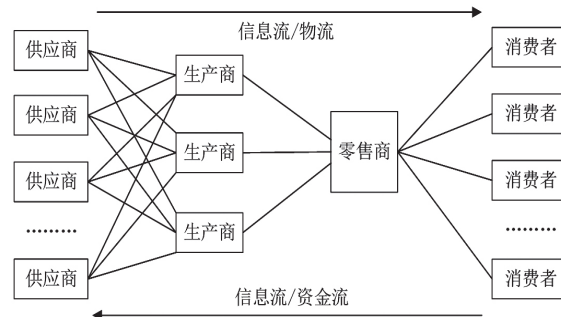 信息流/物流
供应商
供应商
供应商
………
供应商
生产商
生产商
生产商
零售商
消费者
消费者
消费者
………
消费者
信息流/资金流